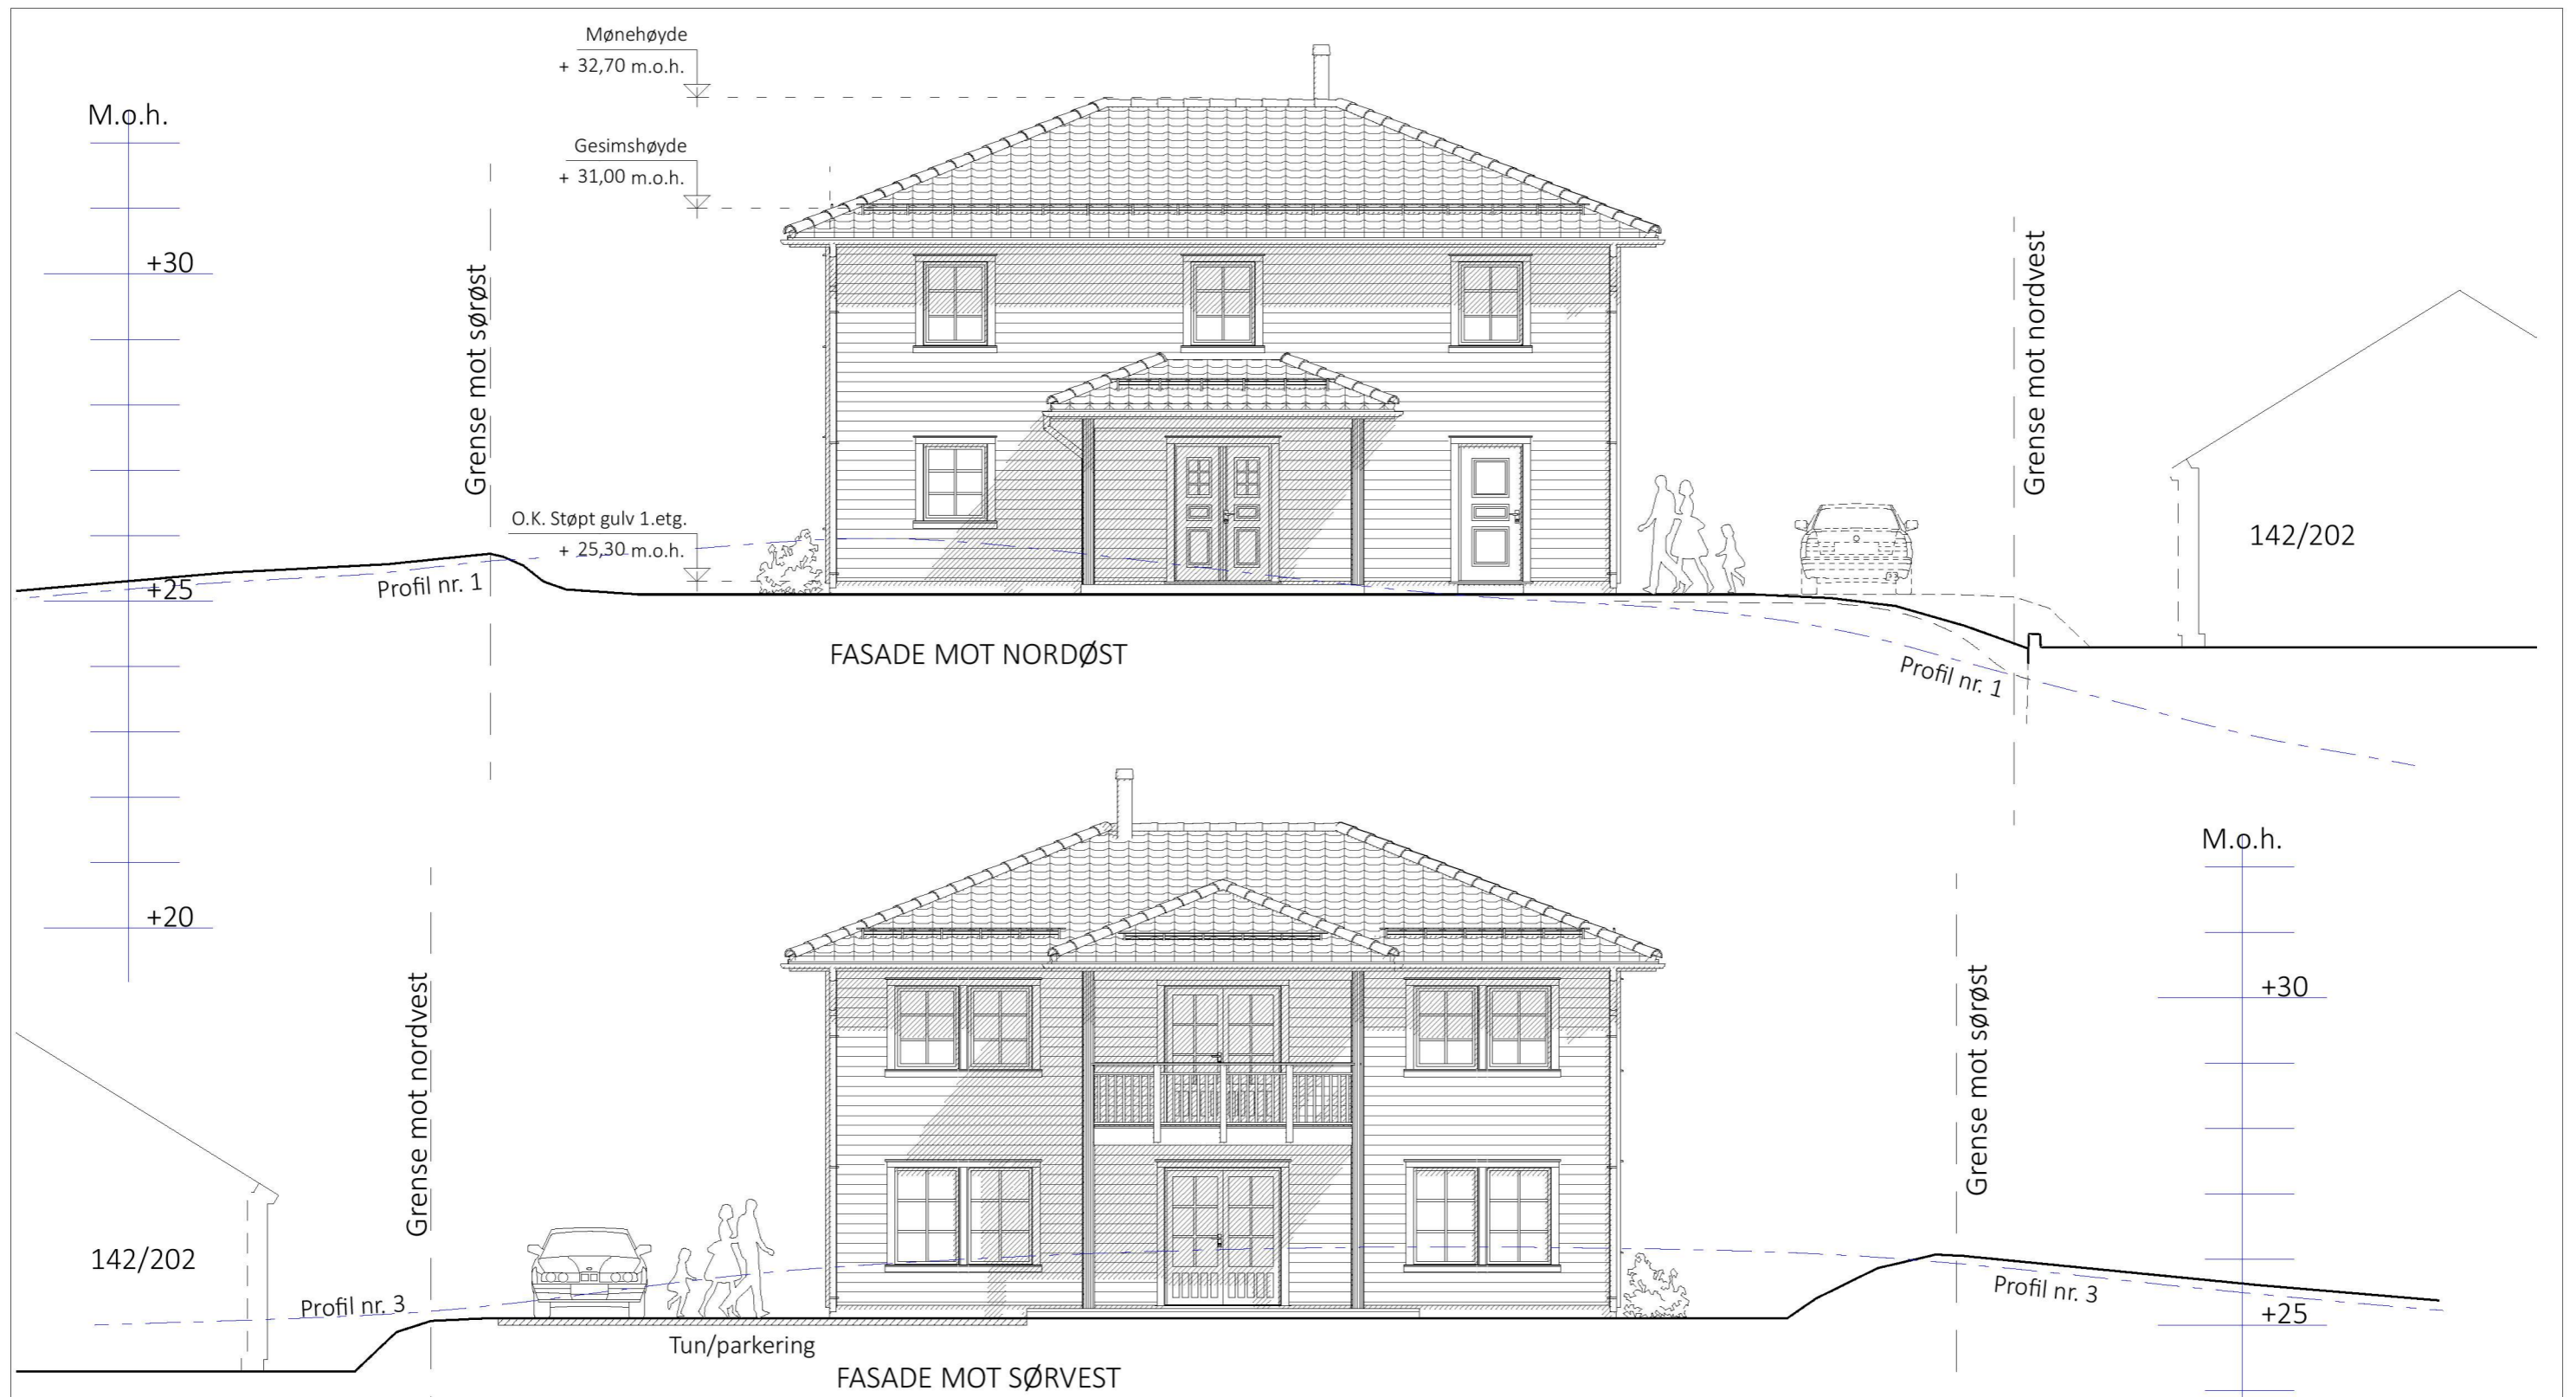 Mønehøyde
+ 32,70 m.o.h.
M.o.h.
Gesimshøyde
+ 31,00 m.o.h.
+30
Grense mot sørøst
Grense mot nordvest
O.K. Støpt gulv 1.etg.
+ 25,30 m.o.h.
142/202
+25
Profil nr. 1
FASADE MOT NORDØST
Profil nr. 1
+20
M.o.h.
Grense mot nordvest
Grense mot sørøst
+30
142/202
Profil nr. 3
Profil nr. 3
+25
Tun/parkering
FASADE MOT SØRVEST